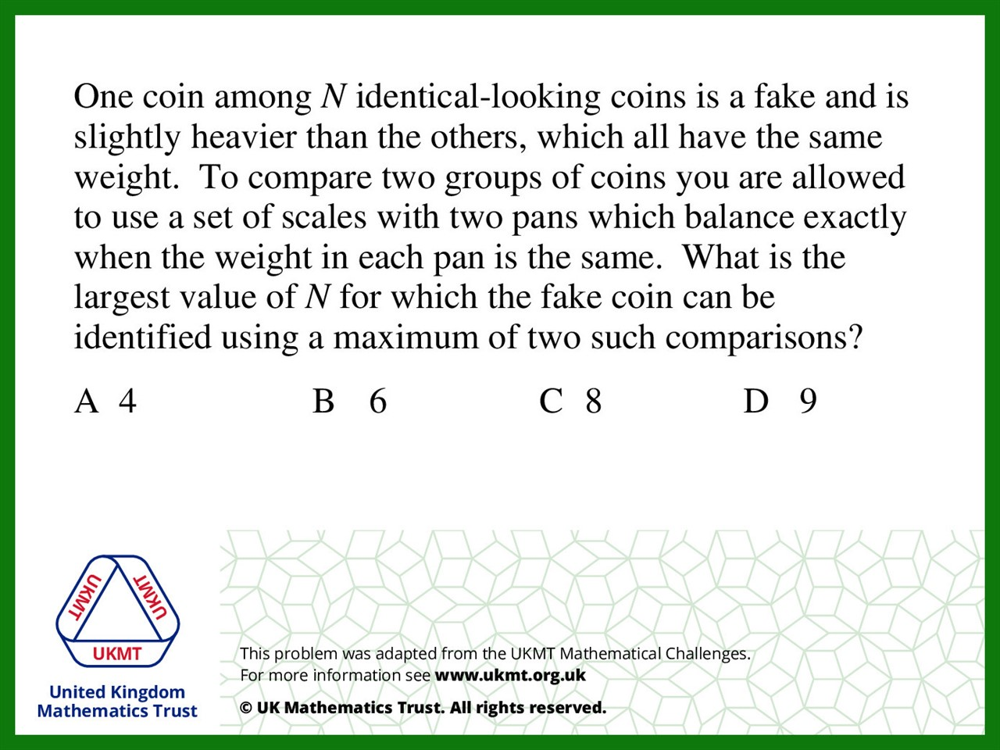 One coin among N identical-looking coins is a fake and is
slightly heavier than the others, which all have the same
weight. To compare two groups of coins you are allowed
to use a set of scales with two pans which balance exactly
when the weight in each pan is the same. What is the
largest value of N for which the fake coin can be
identified using a maximum of two such comparisons?
A 4 B 6 C 8 D 9
UKMT
UKMT
UKMT
United Kingdom
Mathematics Trust
This problem was adapted from the UKMT Mathematical Challenges.
For more information see www.ukmt.org.uk
© UK Mathematics Trust. All rights reserved.